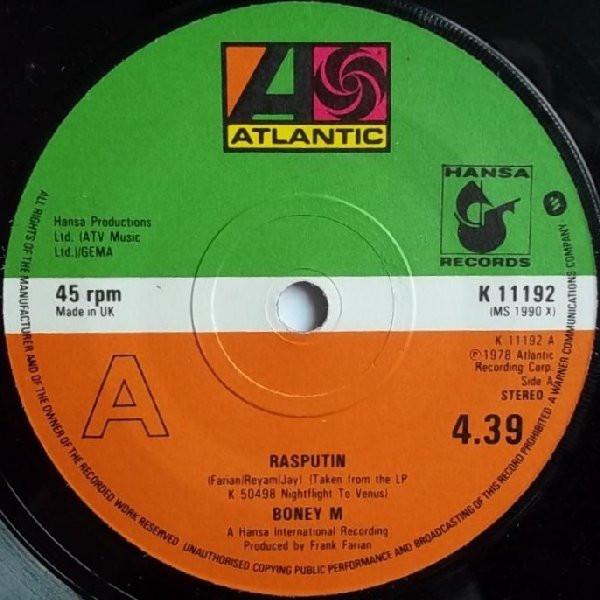 ATLANTIC
HANSA
RECORDS
Hansa Productions
Ltd. (ATV Music
Ltd.)/GEMA
45 rpm
Made in UK
K 11192
(MS 1990 X)
K 11192 A
℗ 1978 Atlantic
Recording Corp.
Side A
STEREO
A
4.39
RASPUTIN
(Farian/Reyam/Jay) (Taken from the LP
K 50498 Nightflight To Venus)
BONEY M
A Hansa International Recording
Produced by Frank Farian
ALL RIGHTS OF THE MANUFACTURER AND OF THE OWNER OF THE RECORDED WORK RESERVED UNAUTHORISED COPYING PUBLIC PERFORMANCE AND BROADCASTING OF THIS RECORD PROHIBITED A WARNER COMMUNICATIONS COMPANY